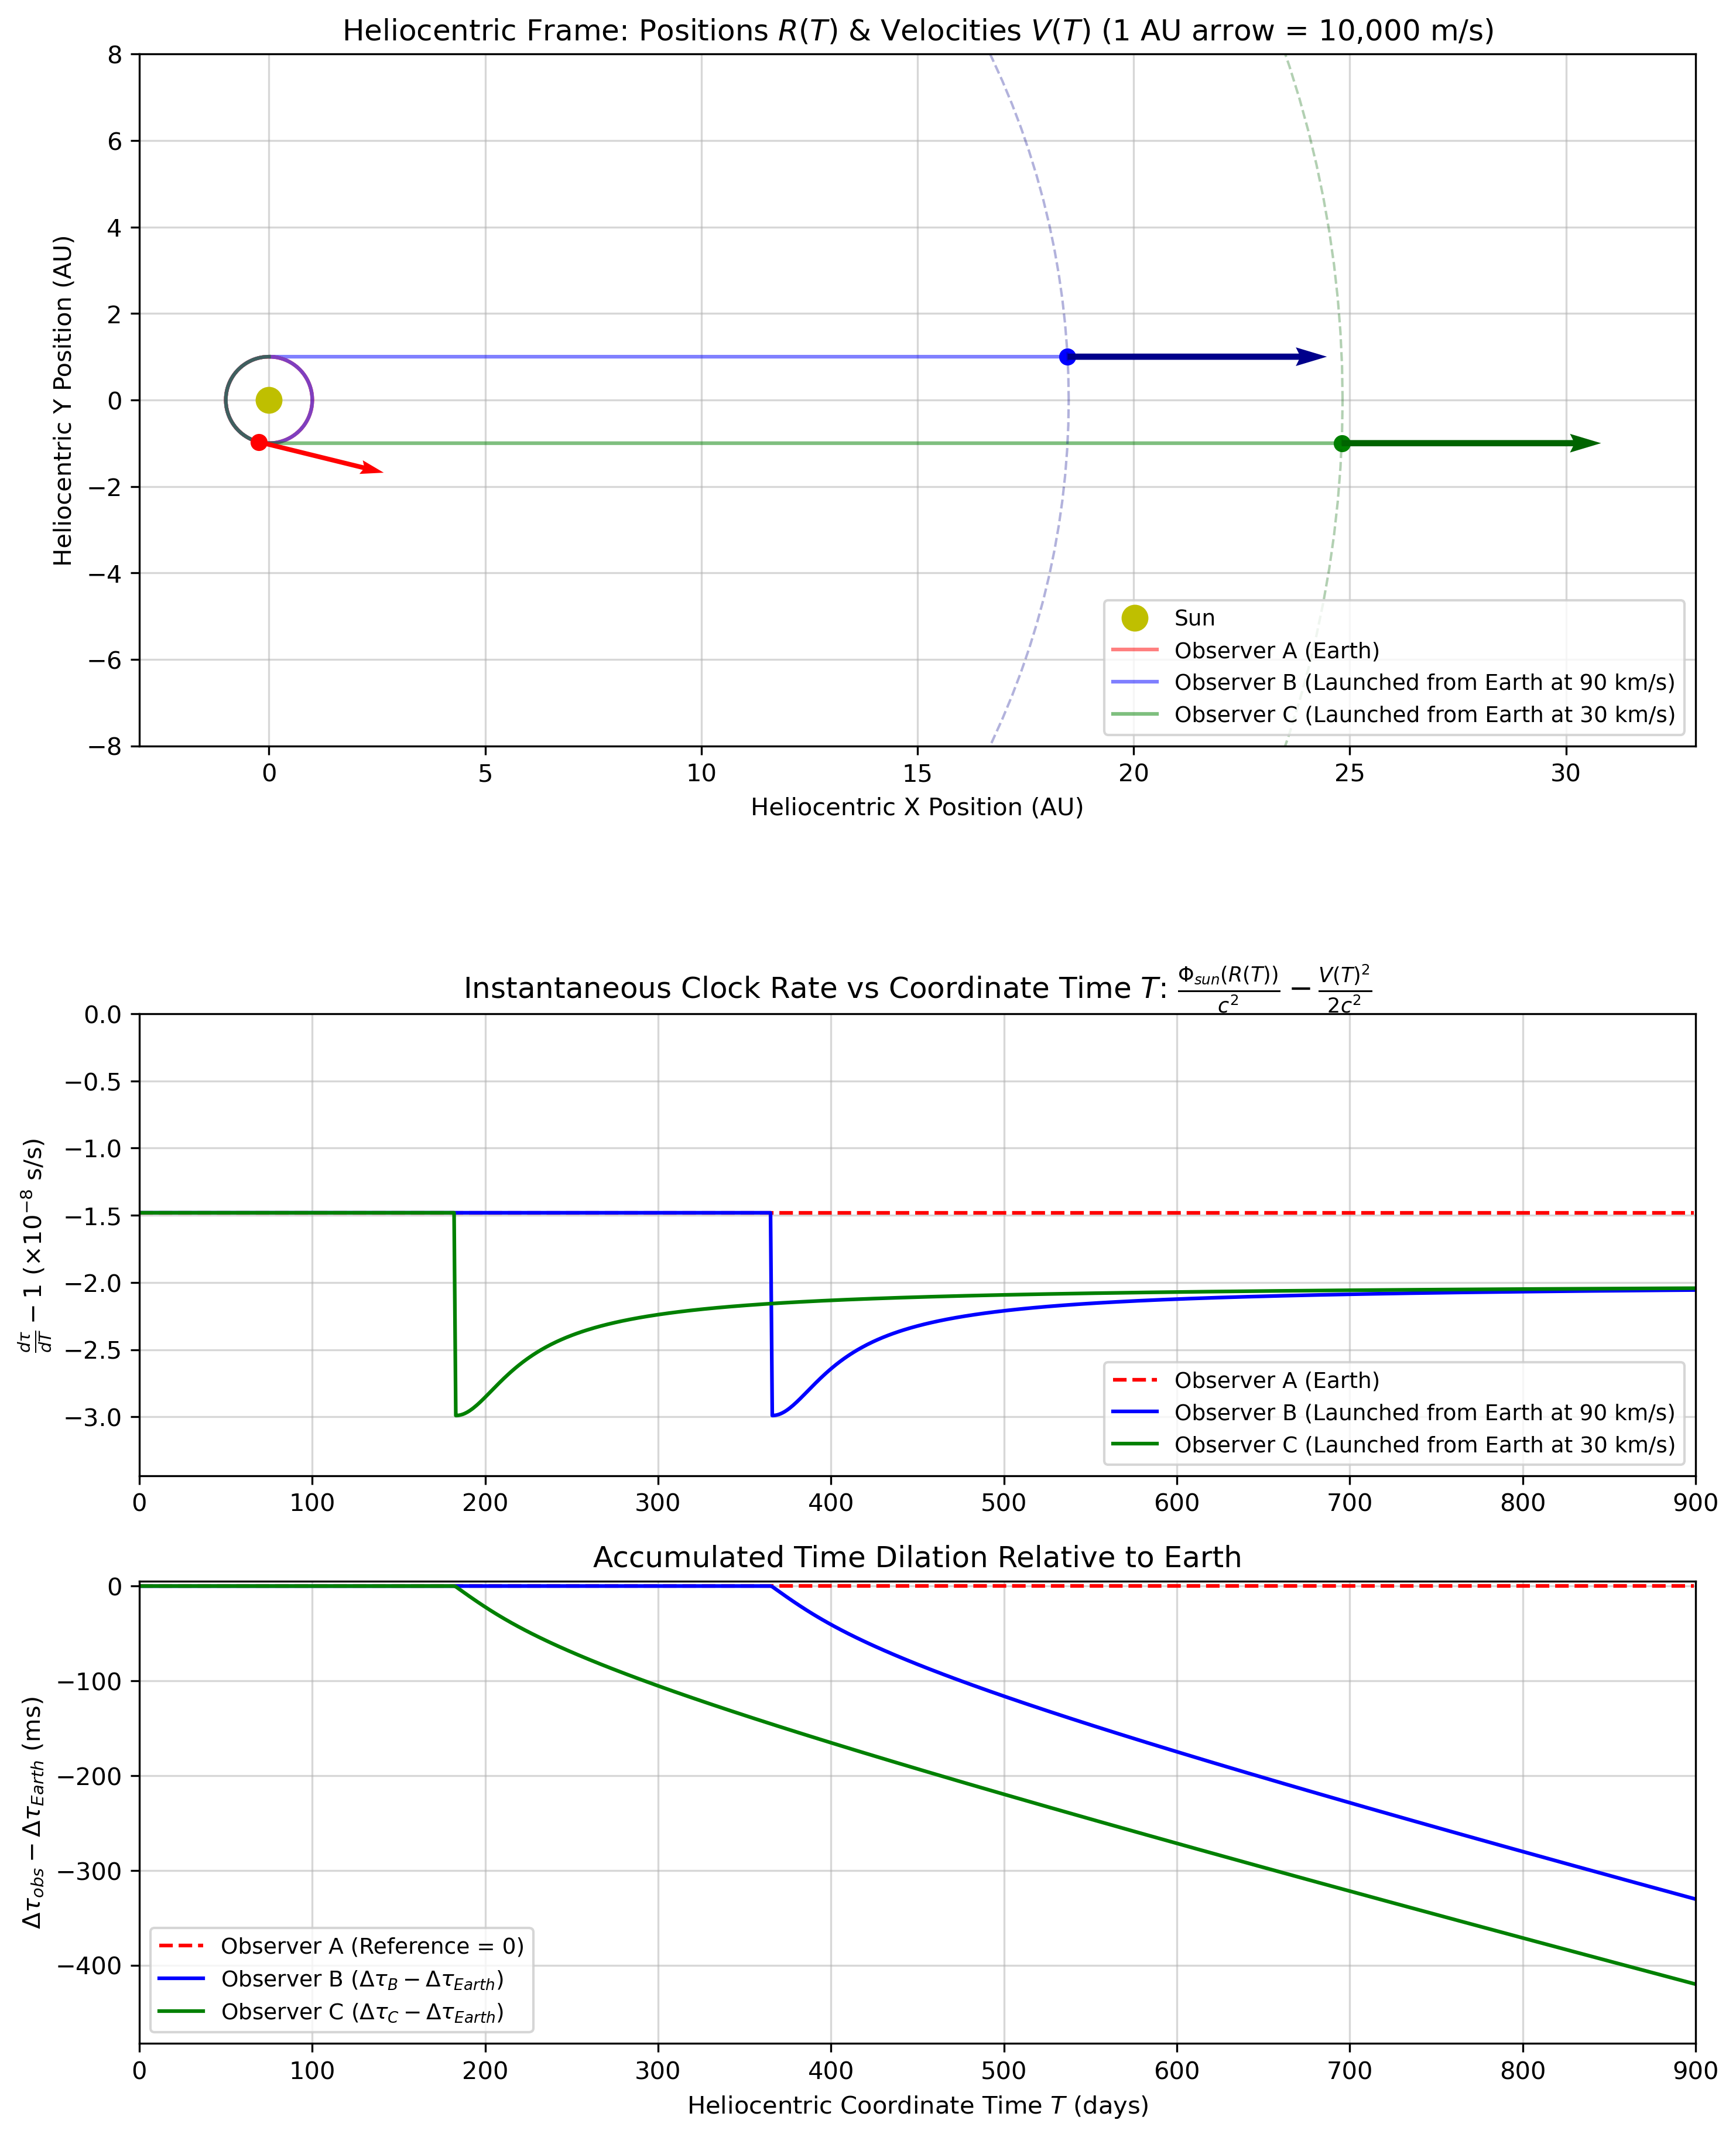 Heliocentric Frame: Positions R(T) & Velocities V(T) (1 AU arrow = 10,000 m/s)
8
6
4
2
0
−2
−4
−6
−8
Heliocentric Y Position (AU)
Sun
Observer A (Earth)
Observer B (Launched from Earth at 90 km/s)
Observer C (Launched from Earth at 30 km/s)
0 5 10 15 20 25 30
Heliocentric X Position (AU)
Instantaneous Clock Rate vs Coordinate Time T: Φ_sun(R(T))/c² − V(T)²/2c²
0.0
−0.5
−1.0
−1.5
−2.0
−2.5
−3.0
dτ/dT − 1 (×10⁻⁸ s/s)
Observer A (Earth)
Observer B (Launched from Earth at 90 km/s)
Observer C (Launched from Earth at 30 km/s)
0 100 200 300 400 500 600 700 800 900
Accumulated Time Dilation Relative to Earth
0
−100
−200
−300
−400
Δτ_obs − Δτ_Earth (ms)
Observer A (Reference = 0)
Observer B (Δτ_B − Δτ_Earth)
Observer C (Δτ_C − Δτ_Earth)
0 100 200 300 400 500 600 700 800 900
Heliocentric Coordinate Time T (days)